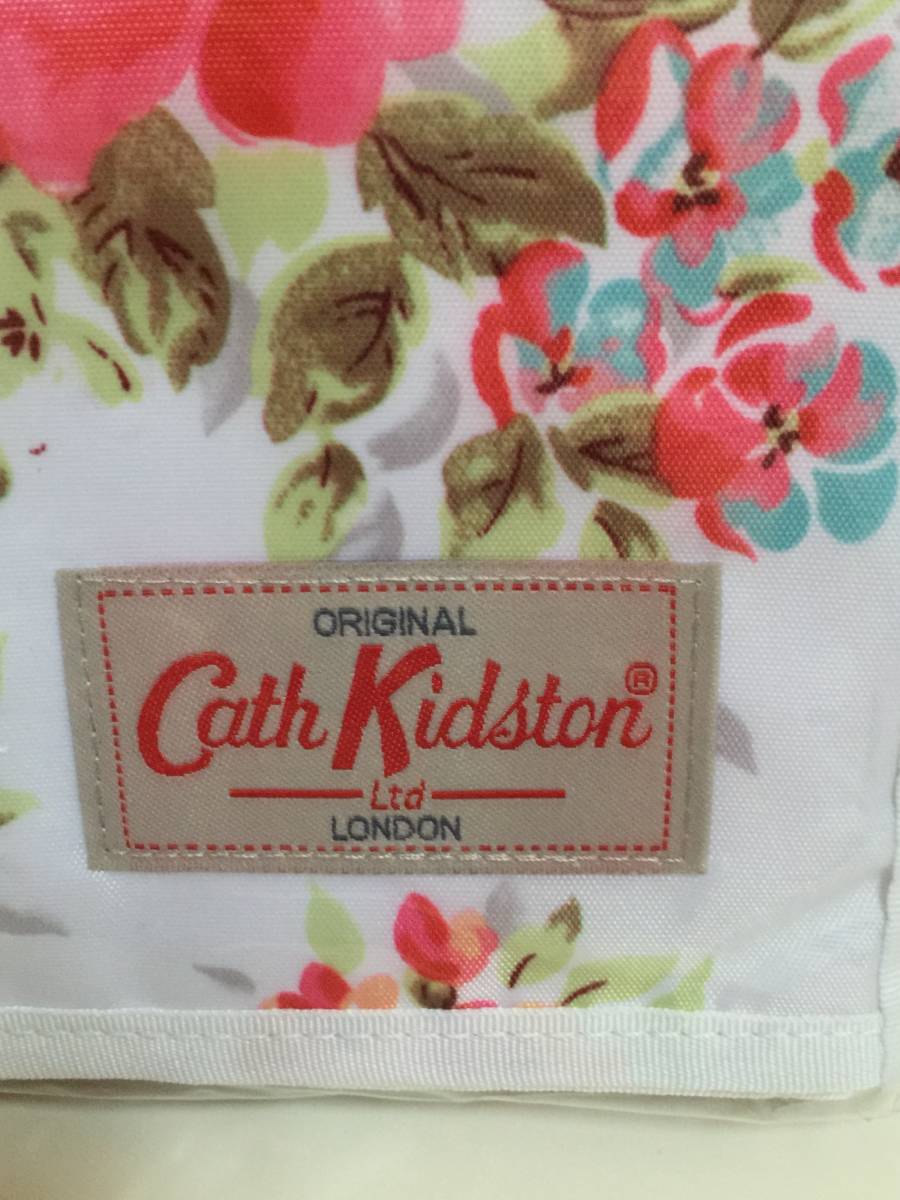 ORIGINAL
Cath Kidston®
Ltd
LONDON